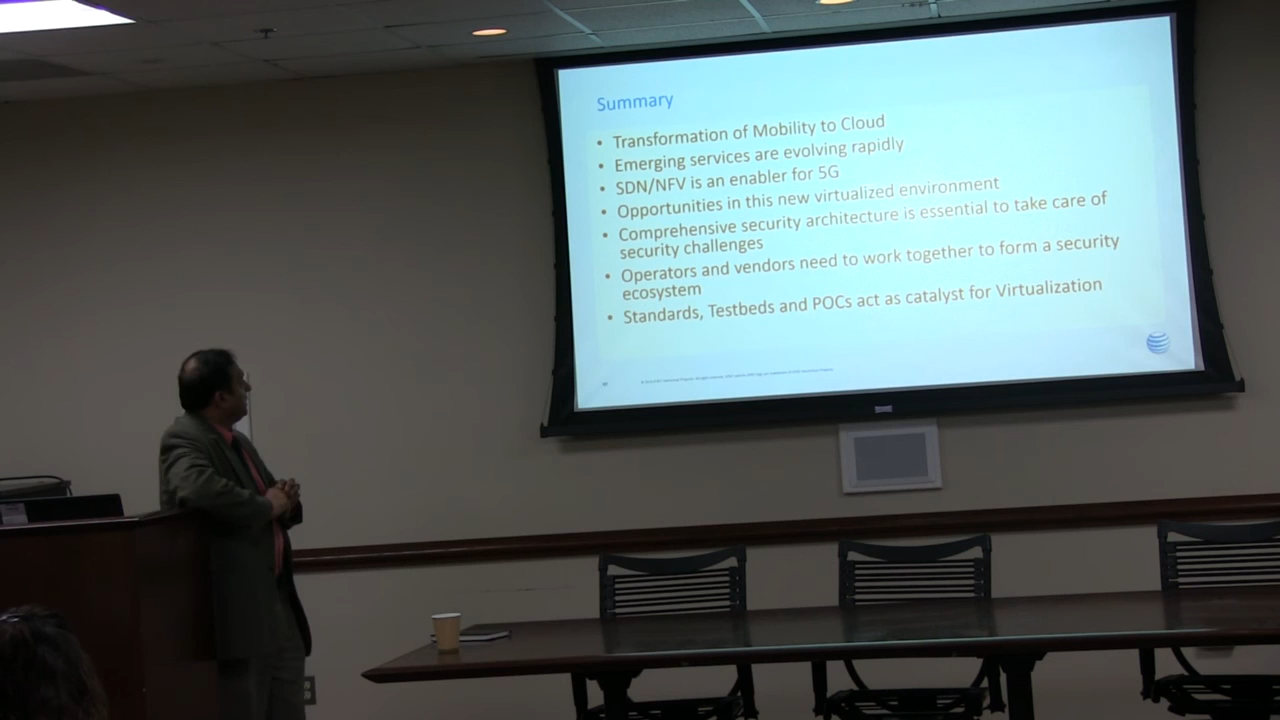 Summary
• Transformation of Mobility to Cloud
• Emerging services are evolving rapidly
• SDN/NFV is an enabler for 5G
• Opportunities in this new virtualized environment
• Comprehensive security architecture is essential to take care of
security challenges
• Operators and vendors need to work together to form a security
ecosystem
• Standards, Testbeds and POCs act as catalyst for Virtualization